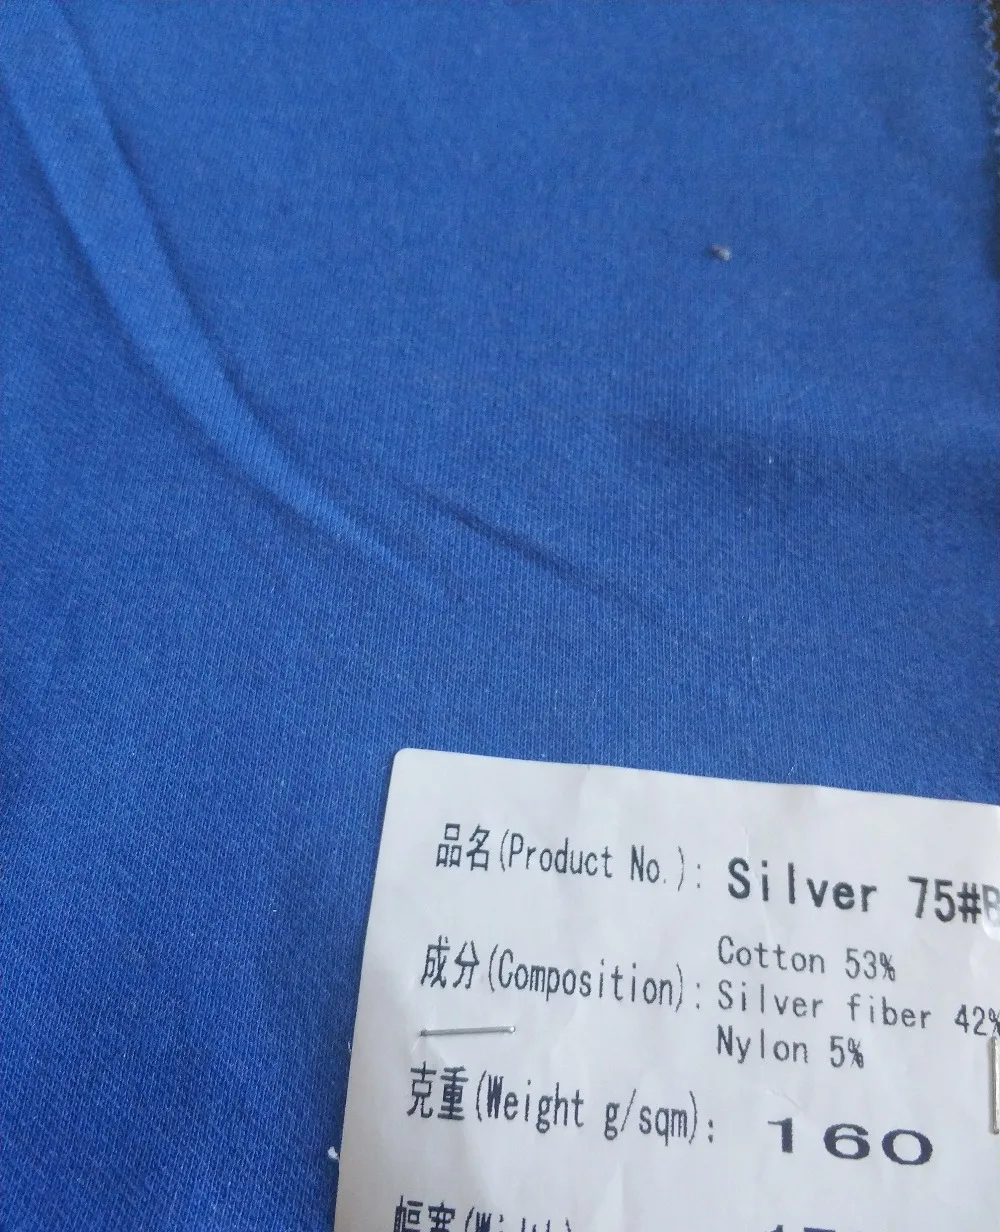 品名(Product No.): Silver 75#
成分(Composition): Cotton 53%
Silver fiber 42%
Nylon 5%
克重(Weight g/sqm): 160